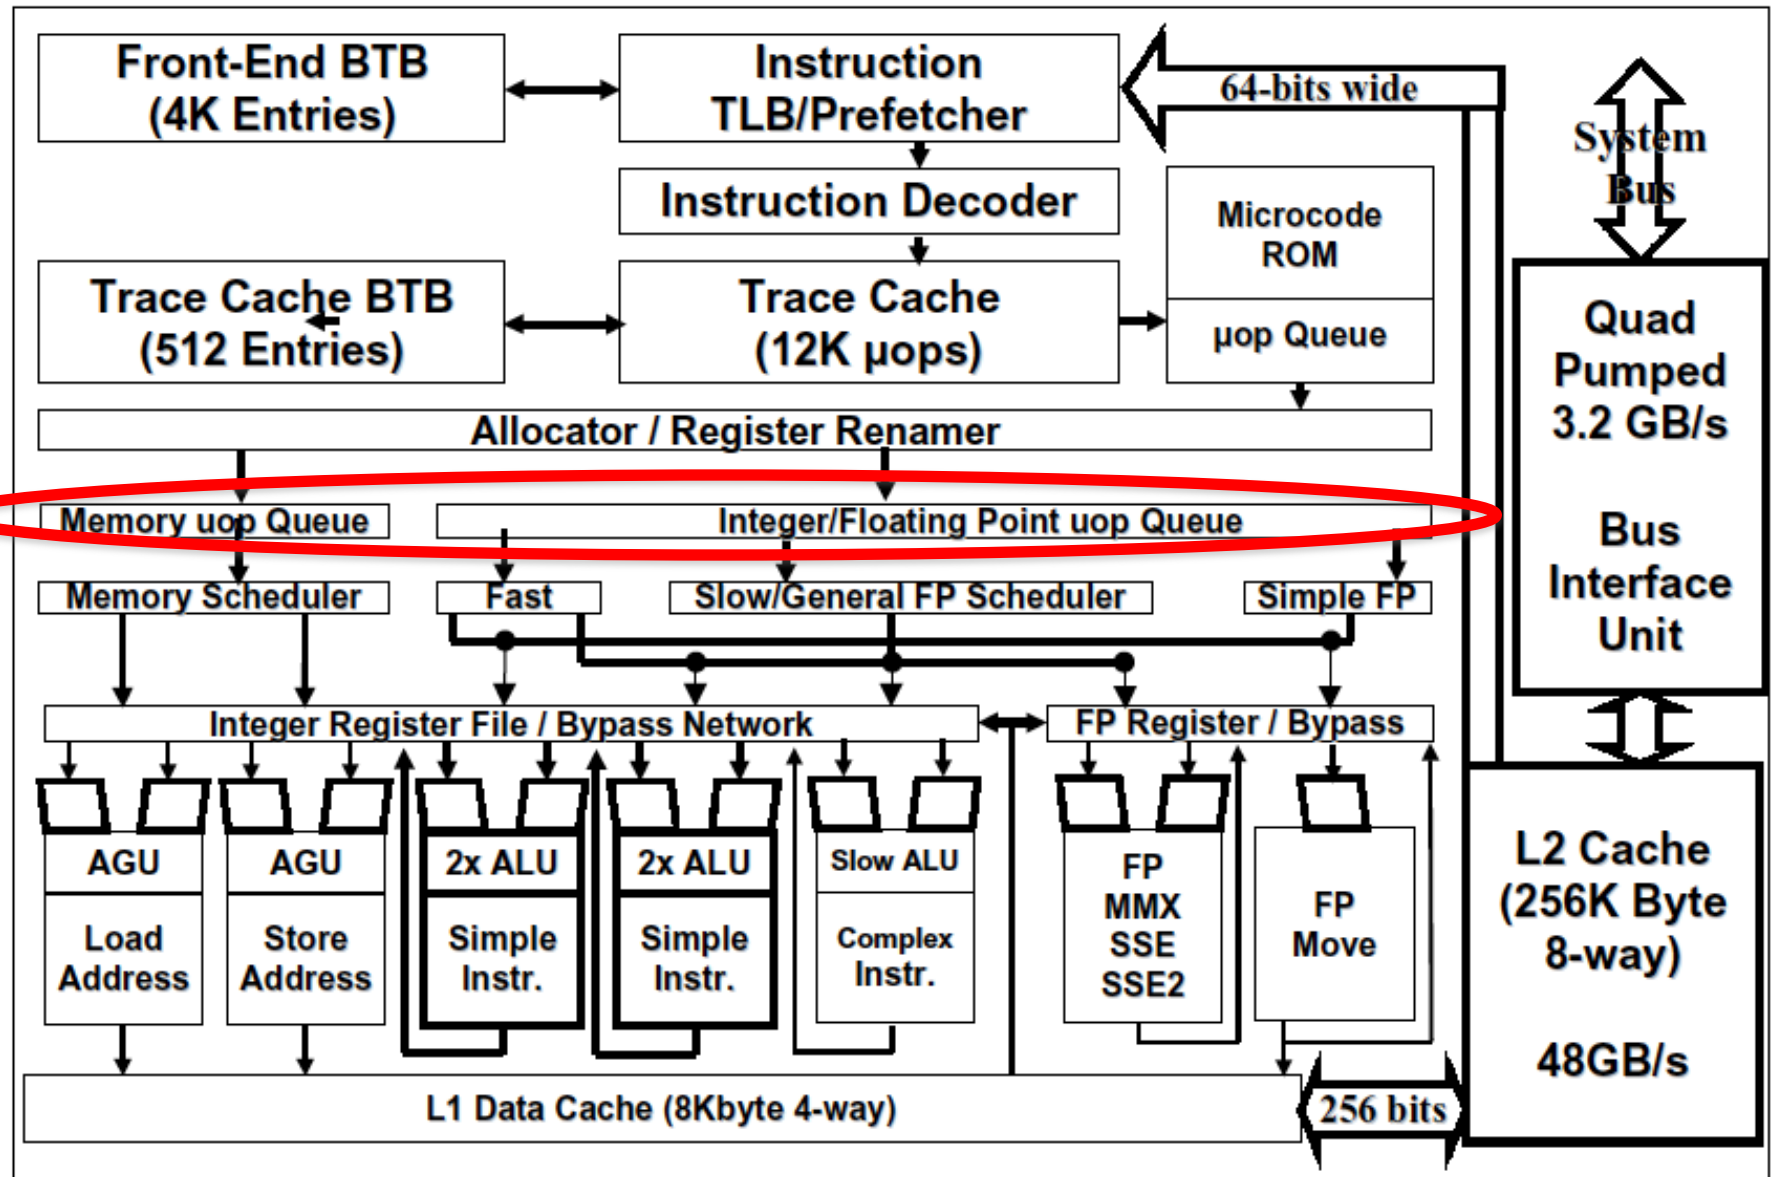 Front-End BTB
(4K Entries)
Instruction
TLB/Prefetcher
64-bits wide
System
Bus
Instruction Decoder
Microcode
ROM
Trace Cache BTB
(512 Entries)
Trace Cache
(12K µops)
µop Queue
Quad
Pumped
3.2 GB/s
Bus
Interface
Unit
Allocator / Register Renamer
Memory uop Queue
Integer/Floating Point uop Queue
Memory Scheduler
Fast
Slow/General FP Scheduler
Simple FP
Integer Register File / Bypass Network
FP Register / Bypass
AGU
Load
Address
AGU
Store
Address
2x ALU
Simple
Instr.
2x ALU
Simple
Instr.
Slow ALU
Complex
Instr.
FP
MMX
SSE
SSE2
FP
Move
L2 Cache
(256K Byte
8-way)
48GB/s
L1 Data Cache (8Kbyte 4-way)
256 bits